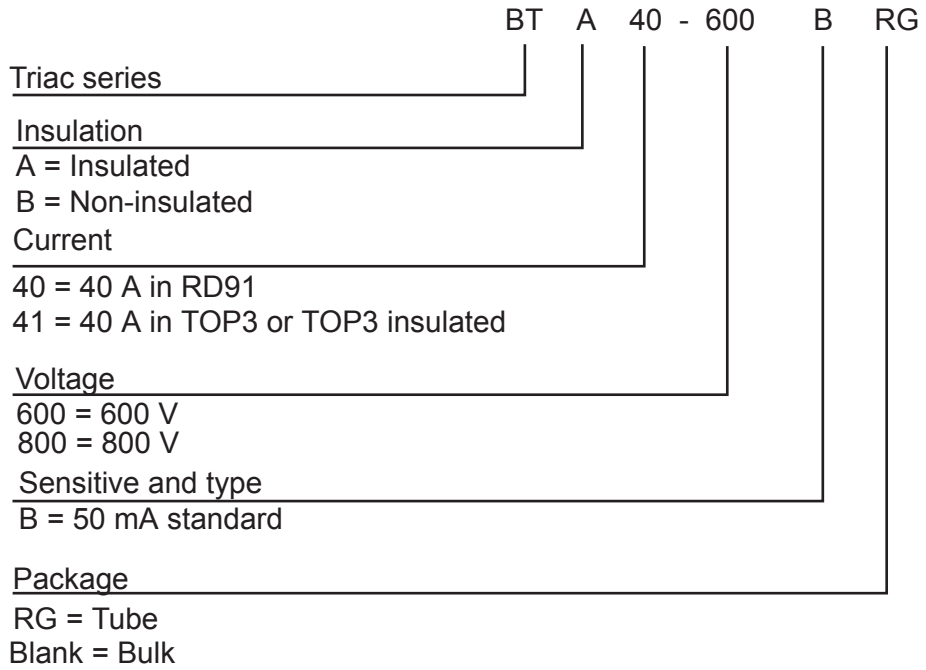 BT A 40 - 600 B RG
Triac series
Insulation
A = Insulated
B = Non-insulated
Current
40 = 40 A in RD91
41 = 40 A in TOP3 or TOP3 insulated
Voltage
600 = 600 V
800 = 800 V
Sensitive and type
B = 50 mA standard
Package
RG = Tube
Blank = Bulk